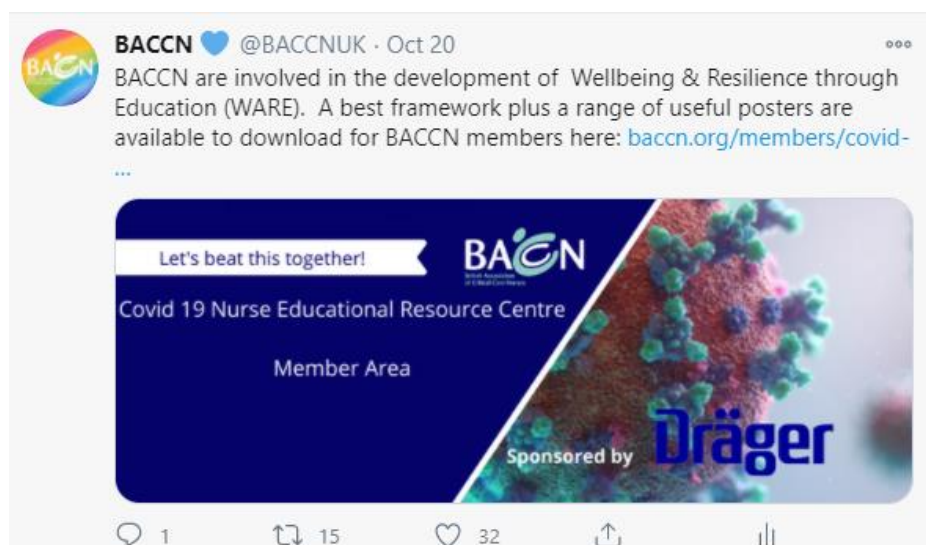 BACCN 💙 @BACCNUK · Oct 20
BACCN are involved in the development of  Wellbeing & Resilience through
Education (WARE).  A best framework plus a range of useful posters are
available to download for BACCN members here: baccn.org/members/covid-
...
BACCN
Let's beat this together!
BACCN
Covid 19 Nurse Educational Resource Centre
Member Area
Sponsored by Dräger
1 15 32